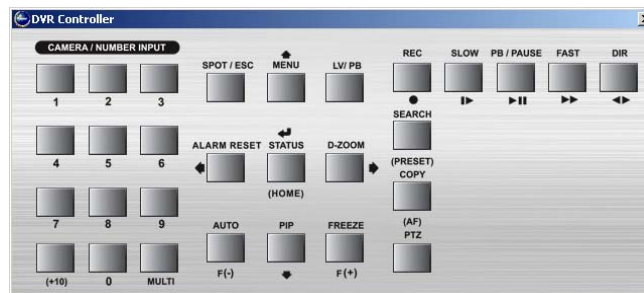 DVR Controller
CAMERA / NUMBER INPUT
1 2 3
4 5 6
7 8 9
(+10) 0 MULTI
SPOT / ESC MENU LV/ PB
ALARM RESET STATUS D-ZOOM
(HOME)
AUTO PIP FREEZE
F(-) F(+)
REC SLOW PB / PAUSE FAST DIR
SEARCH
(PRESET)
COPY
(AF)
PTZ